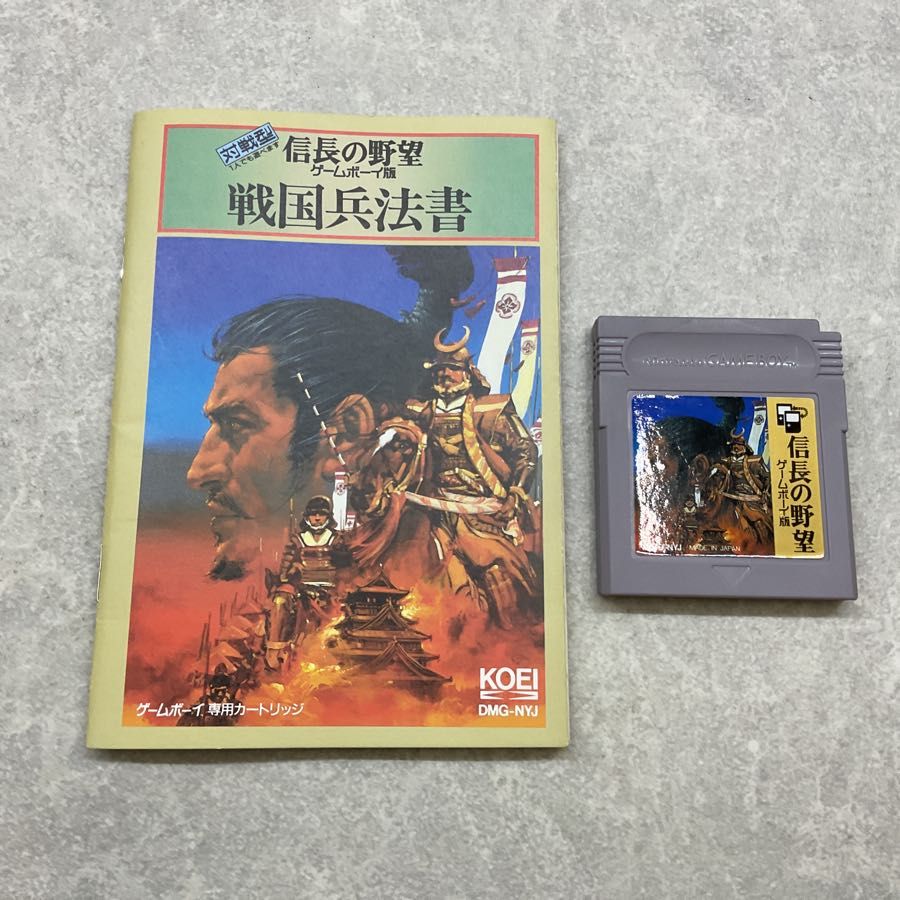 対戦型
1人でも遊べます
信長の野望
ゲームボーイ版
戦国兵法書
KOEI
DMG-NYJ
ゲームボーイ専用カートリッジ
Nintendo GAME BOY
信長の野望
ゲームボーイ版
NYJ MADE IN JAPAN